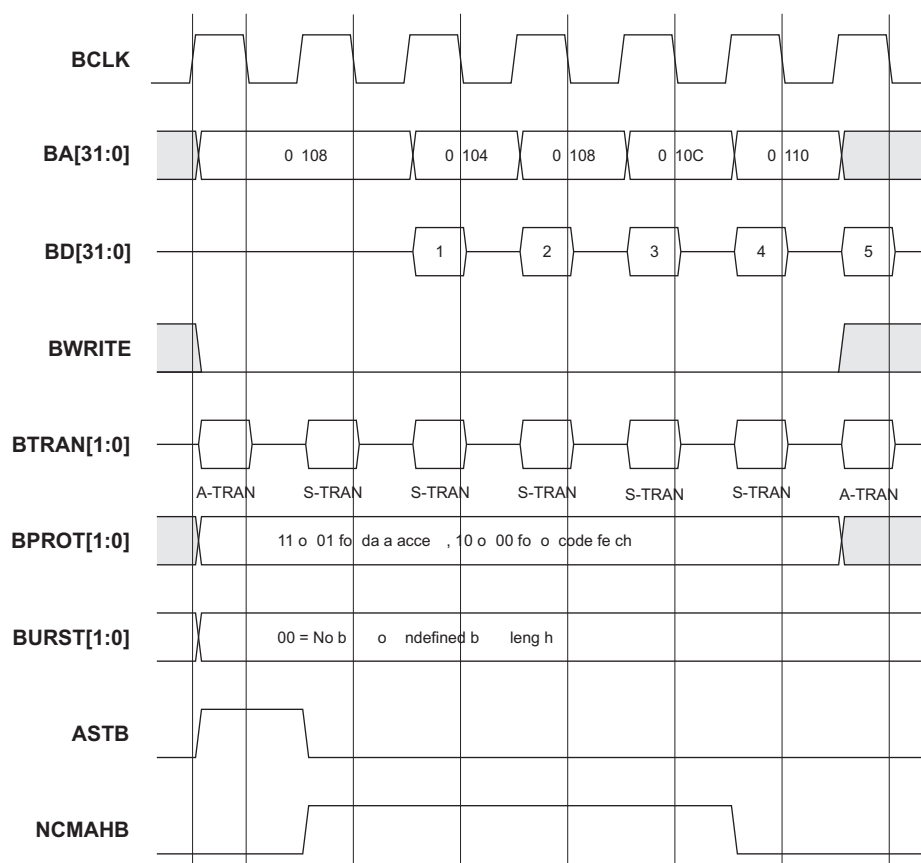 BCLK
BA[31:0] 0 108 0 104 0 108 0 10C 0 110
BD[31:0] 1 2 3 4 5
BWRITE
BTRAN[1:0]
A-TRAN S-TRAN S-TRAN S-TRAN S-TRAN S-TRAN A-TRAN
BPROT[1:0] 11 o 01 fo da a acce , 10 o 00 fo o code fe ch
BURST[1:0] 00 = No b o ndefined b leng h
ASTB
NCMAHB